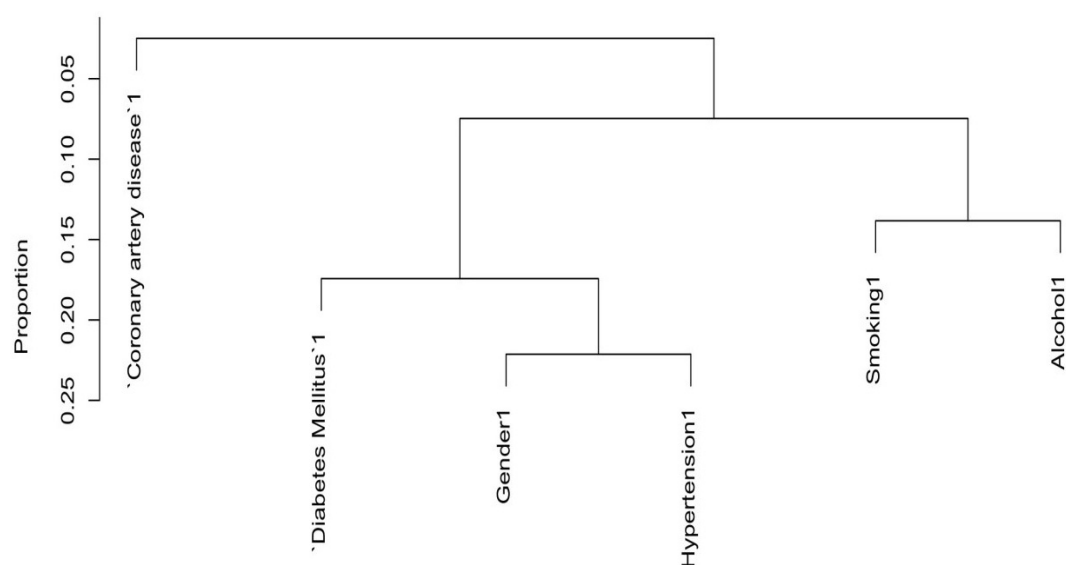 Proportion
0.05
0.10
0.15
0.20
0.25
`Coronary artery disease`1
`Diabetes Mellitus`1
Gender1
Hypertension1
Smoking1
Alcohol1